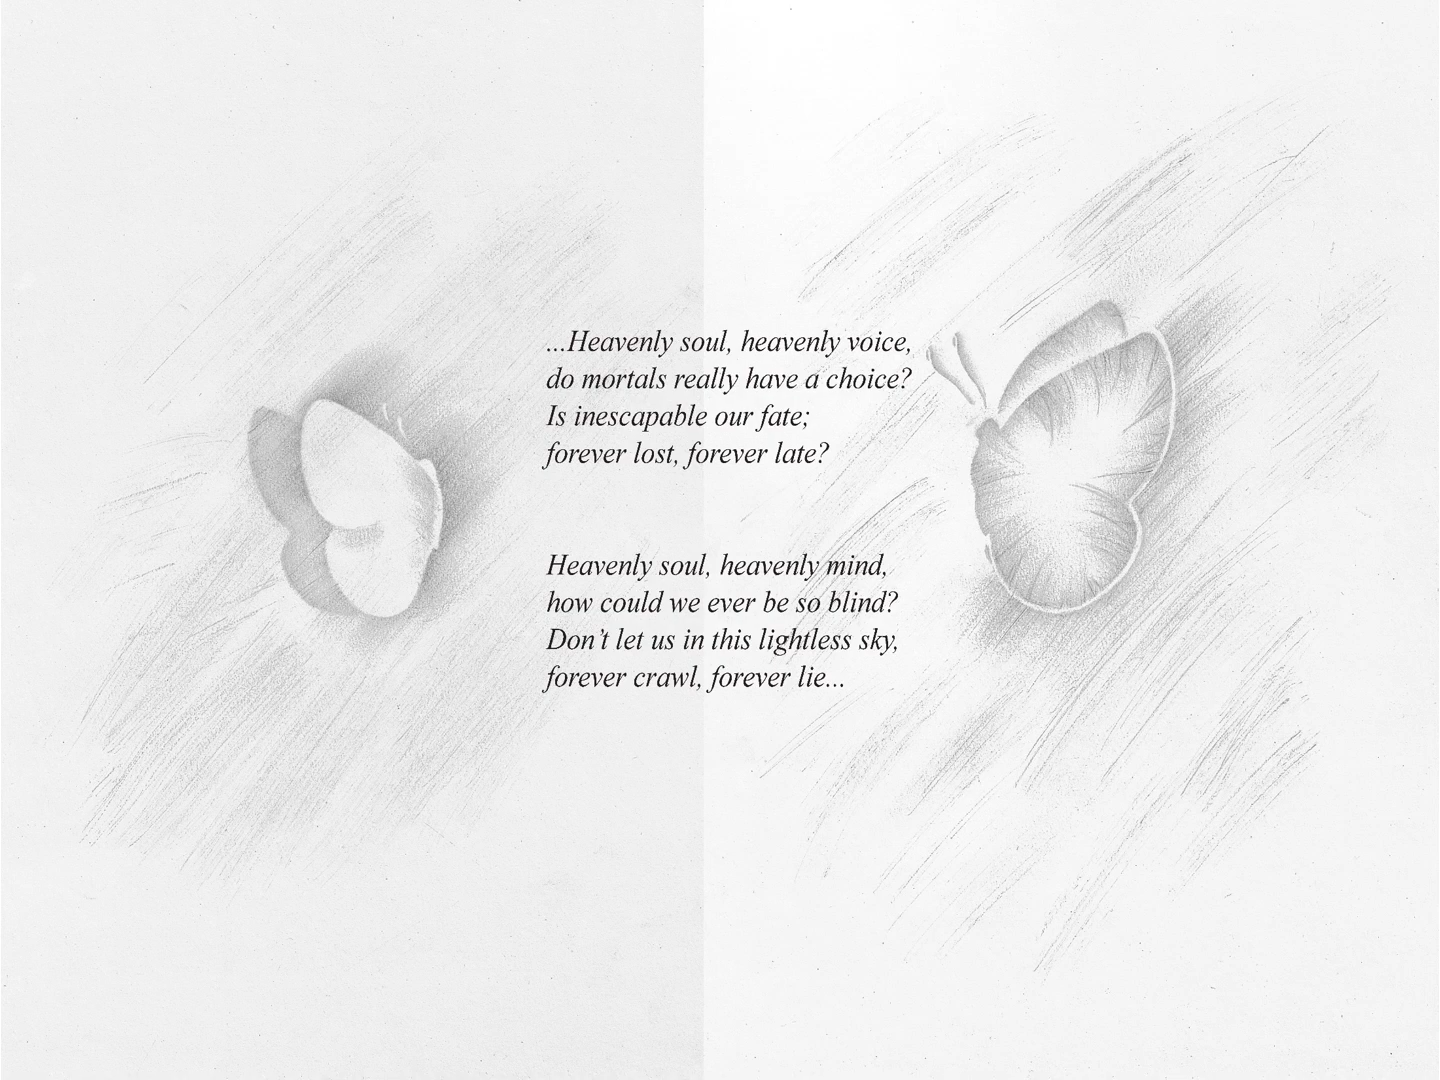 ...Heavenly soul, heavenly voice,
do mortals really have a choice?
Is inescapable our fate;
forever lost, forever late?
Heavenly soul, heavenly mind,
how could we ever be so blind?
Don't let us in this lightless sky,
forever crawl, forever lie...